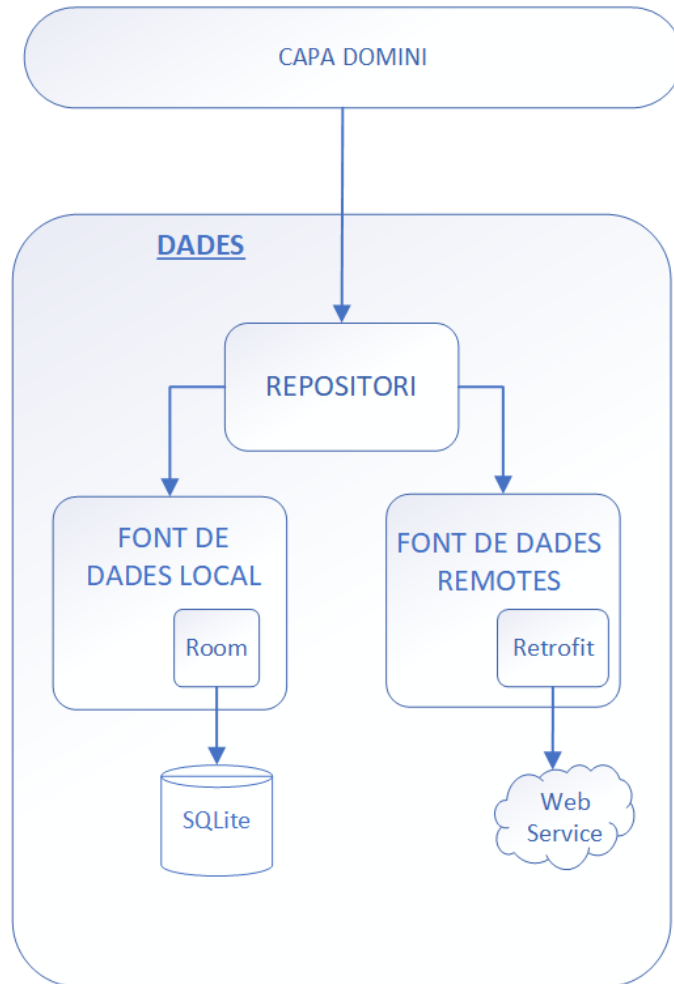 CAPA DOMINI
DADES
REPOSITORI
FONT DE
DADES LOCAL
Room
SQLite
FONT DE DADES
REMOTES
Retrofit
Web
Service